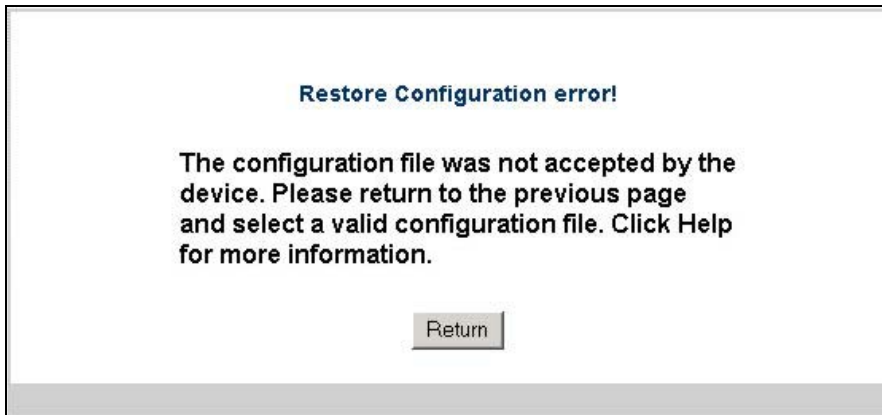 Restore Configuration error!
The configuration file was not accepted by the
device. Please return to the previous page
and select a valid configuration file. Click Help
for more information.
Return